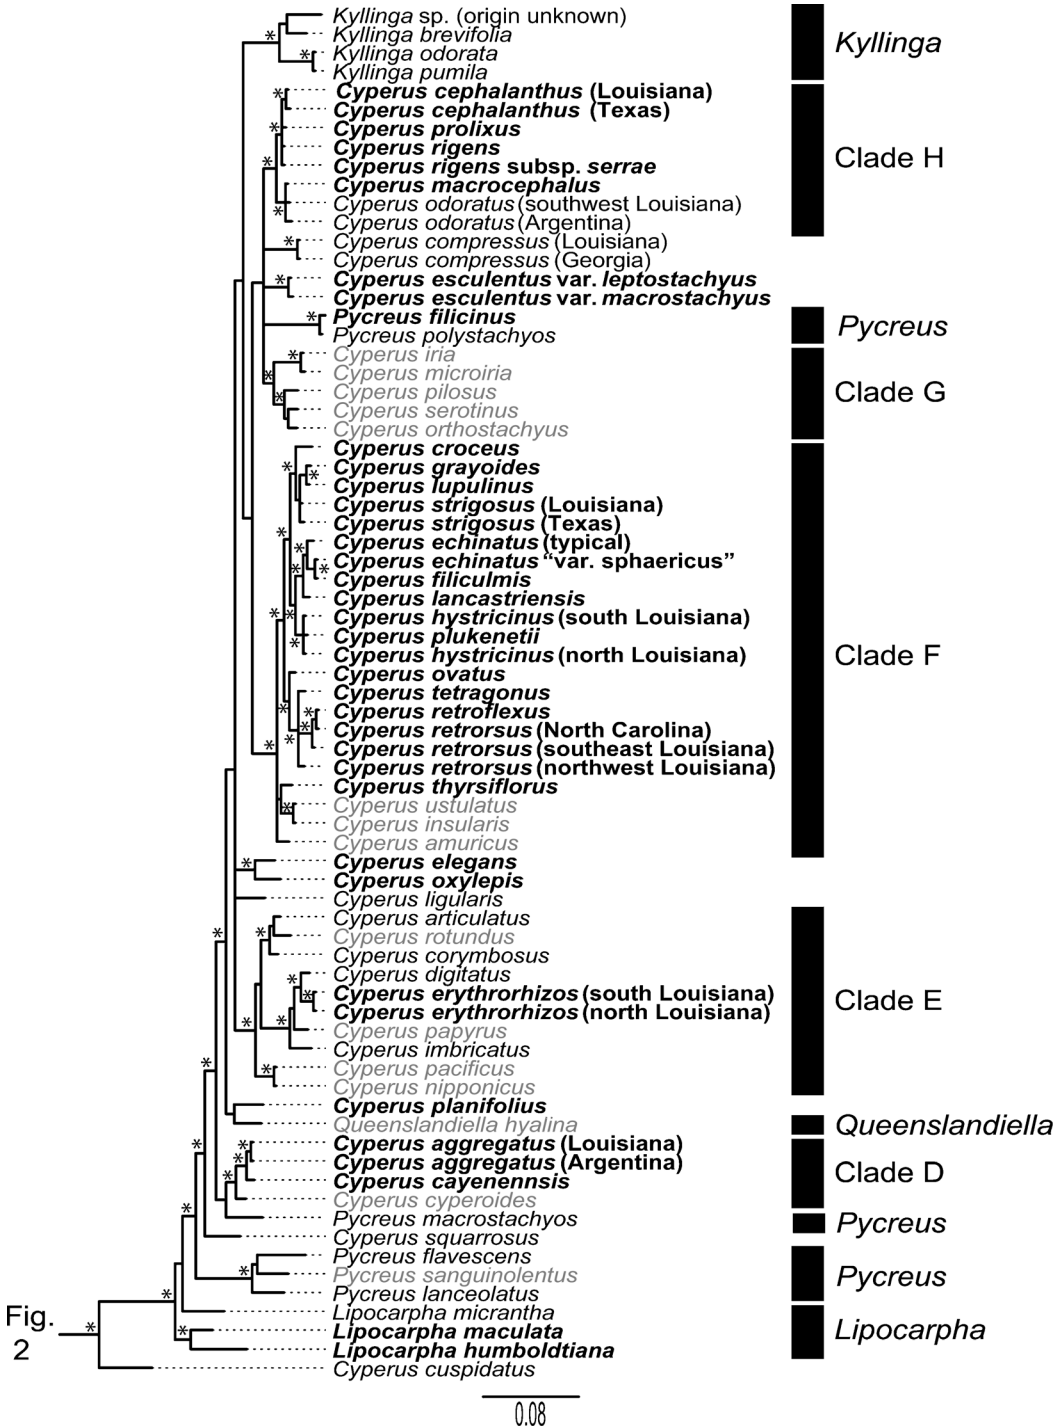 Kyllinga sp. (origin unknown)
Kyllinga brevifolia
Kyllinga odorata
Kyllinga pumila
Kyllinga
Cyperus cephalanthus (Louisiana)
Cyperus cephalanthus (Texas)
Cyperus prolixus
Cyperus rigens
Cyperus rigens subsp. serrae
Cyperus macrocephalus
Cyperus odoratus (southwest Louisiana)
Cyperus odoratus (Argentina)
Clade H
Cyperus compressus (Louisiana)
Cyperus compressus (Georgia)
Cyperus esculentus var. leptostachyus
Cyperus esculentus var. macrostachyus
Pycreus filicinus
Pycreus polystachyos
Pycreus
Cyperus iria
Cyperus microiria
Cyperus pilosus
Cyperus serotinus
Cyperus orthostachyus
Clade G
Cyperus croceus
Cyperus grayoides
Cyperus lupulinus
Cyperus strigosus (Louisiana)
Cyperus strigosus (Texas)
Cyperus echinatus (typical)
Cyperus echinatus “var. sphaericus”
Cyperus filiculmis
Cyperus lancastriensis
Cyperus hystricinus (south Louisiana)
Cyperus plukenetii
Cyperus hystricinus (north Louisiana)
Cyperus ovatus
Cyperus tetragonus
Cyperus retroflexus
Cyperus retrorsus (North Carolina)
Cyperus retrorsus (southeast Louisiana)
Cyperus retrorsus (northwest Louisiana)
Cyperus thyrsiflorus
Cyperus ustulatus
Cyperus insularis
Cyperus amuricus
Clade F
Cyperus elegans
Cyperus oxylepis
Cyperus ligularis
Cyperus articulatus
Cyperus rotundus
Cyperus corymbosus
Cyperus digitatus
Cyperus erythrorhizos (south Louisiana)
Cyperus erythrorhizos (north Louisiana)
Cyperus papyrus
Cyperus imbricatus
Cyperus pacificus
Cyperus nipponicus
Clade E
Cyperus planifolius
Queenslandiella hyalina
Queenslandiella
Cyperus aggregatus (Louisiana)
Cyperus aggregatus (Argentina)
Cyperus cayenennsis
Cyperus cyperoides
Clade D
Pycreus macrostachyos
Pycreus
Cyperus squarrosus
Pycreus flavescens
Pycreus sanguinolentus
Pycreus lanceolatus
Pycreus
Lipocarpha micrantha
Lipocarpha maculata
Lipocarpha humboldtiana
Lipocarpha
Cyperus cuspidatus
Fig.
2
0.08